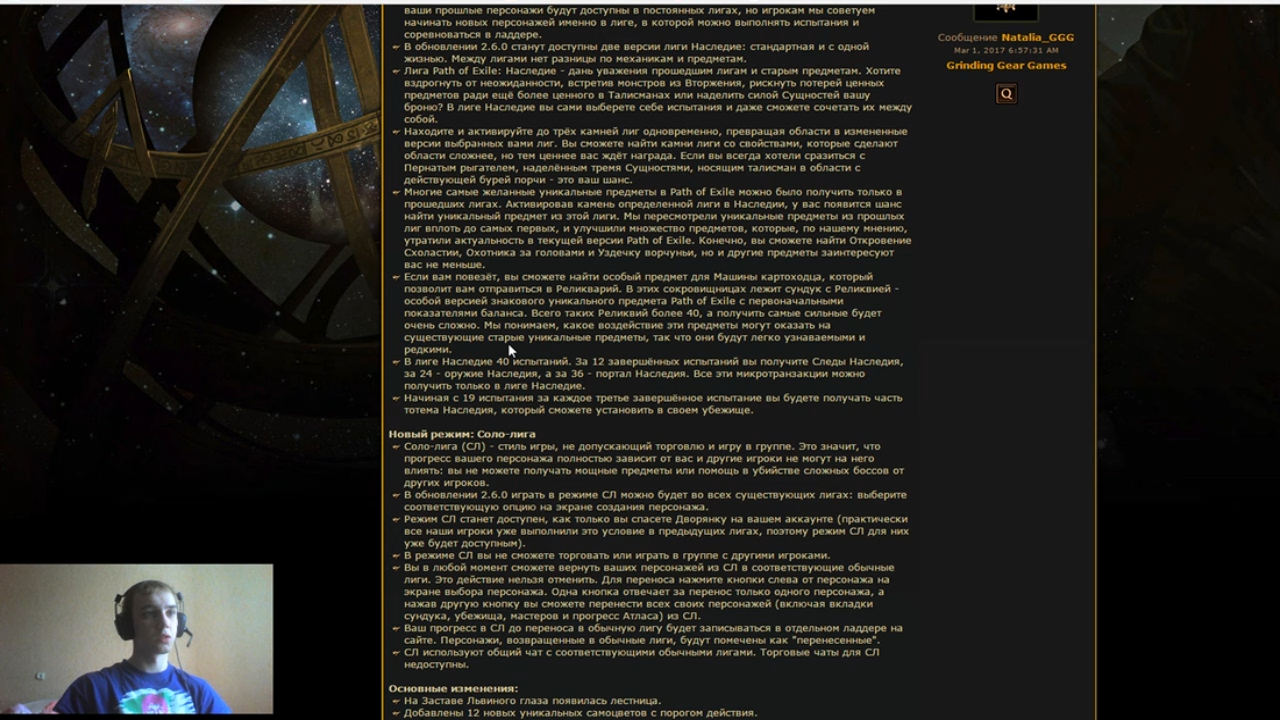 ваши прошлые персонажи будут доступны в постоянных лигах, но игрокам мы советуем
начинать новых персонажей именно в лиге, в которой можно выполнять испытания и
соревноваться в ладдере.
В обновлении 2.6.0 станут доступны две версии лиги Наследие: стандартная и с одной
жизнью. Между лигами нет разницы по механикам и предметам.
Лига Path of Exile: Наследие - дань уважения прошедшим лигам и старым предметам. Хотите
вздрогнуть от неожиданности, встретив монстров из Вторжения, рискнуть потерей ценных
предметов ради ещё более ценного в Талисманах или наделить силой Сущностей вашу
броню? В лиге Наследие вы сами выберете себе испытания и даже сможете сочетать их между
собой.
Находите и активируйте до трёх камней лиг одновременно, превращая области в измененные
версии выбранных вами лиг. Вы сможете найти камни лиги со свойствами, которые сделают
области сложнее, но тем ценнее вас ждёт награда. Если вы всегда хотели сразиться с
Пернатым рыгателем, наделённым тремя Сущностями, носящим талисман в области с
действующей бурей порчи - это ваш шанс.
Многие самые желанные уникальные предметы в Path of Exile можно было получить только в
прошедших лигах. Активировав камень определенной лиги в Наследии, у вас появится шанс
найти уникальный предмет из этой лиги. Мы пересмотрели уникальные предметы из прошлых
лиг вплоть до самых первых, и улучшили множество предметов, которые, по нашему мнению,
утратили актуальность в текущей версии Path of Exile. Конечно, вы сможете найти Откровение
Схоластии, Охотника за головами и Уздечку ворчуньи, но и другие предметы заинтересуют
вас не меньше.
Если вам повезёт, вы сможете найти особый предмет для Машины картоходца, который
позволит вам отправиться в Реликварий. В этих сокровищницах лежит сундук с Реликвией -
особой версией знакового уникального предмета Path of Exile с первоначальными
показателями баланса. Всего таких Реликвий более 40, а получить самые сильные будет
очень сложно. Мы понимаем, какое воздействие эти предметы могут оказать на
существующие старые уникальные предметы, так что они будут легко узнаваемыми и
редкими.
В лиге Наследие 40 испытаний. За 12 завершённых испытаний вы получите Следы Наследия,
за 24 - оружие Наследия, а за 36 - портал Наследия. Все эти микротранзакции можно
получить только в лиге Наследие.
Начиная с 19 испытания за каждое третье завершённое испытание вы будете получать часть
тотема Наследия, который сможете установить в своем убежище.
Новый режим: Соло-лига
Соло-лига (СЛ) - стиль игры, не допускающий торговлю и игру в группе. Это значит, что
прогресс вашего персонажа полностью зависит от вас и другие игроки не могут на него
влиять: вы не можете получать мощные предметы или помощь в убийстве сложных боссов от
других игроков.
В обновлении 2.6.0 играть в режиме СЛ можно будет во всех существующих лигах: выберите
соответствующую опцию на экране создания персонажа.
Режим СЛ станет доступен, как только вы спасете Дворянку на вашем аккаунте (практически
все наши игроки уже выполнили это условие в предыдущих лигах, поэтому режим СЛ для них
уже будет доступным).
В режиме СЛ вы не сможете торговать или играть в группе с другими игроками.
Вы в любой момент сможете вернуть ваших персонажей из СЛ в соответствующие обычные
лиги. Это действие нельзя отменить. Для переноса нажмите кнопки слева от персонажа на
экране выбора персонажа. Одна кнопка отвечает за перенос только одного персонажа, а
нажав другую кнопку вы сможете перенести всех своих персонажей (включая вкладки
сундука, убежища, мастеров и прогресс Атласа) из СЛ.
Ваш прогресс в СЛ до переноса в обычную лигу будет записываться в отдельном ладдере на
сайте. Персонажи, возвращенные в обычные лиги, будут помечены как "перенесенные".
СЛ используют общий чат с соответствующими обычными лигами. Торговые чаты для СЛ
недоступны.
Основные изменения:
На Заставе Львиного глаза появилась лестница.
Добавлены 12 новых уникальных самоцветов с порогом действия.
Сообщение Natalia_GGG
Mar 1, 2017 6:57:31 AM
Grinding Gear Games